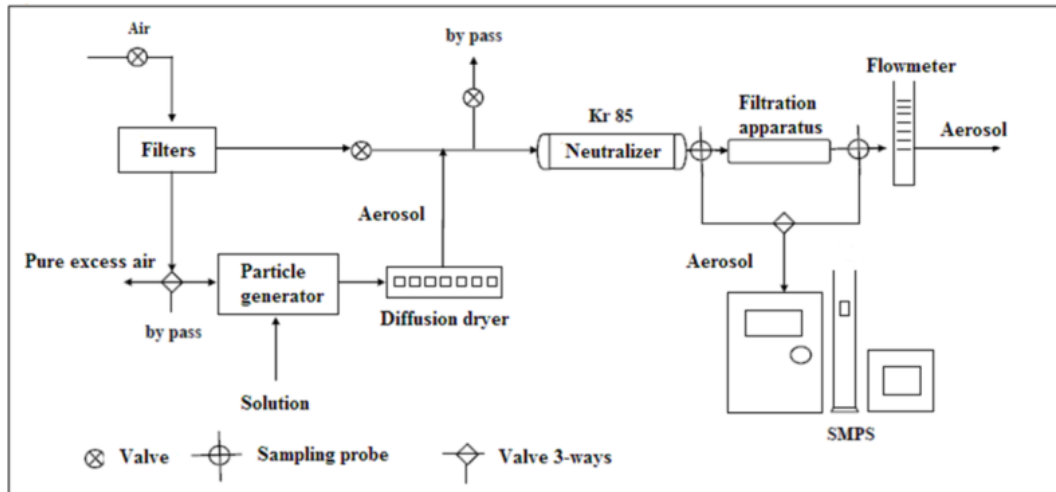 Air
by pass
Flowmeter
Kr 85
Filtration
apparatus
Aerosol
Filters
Neutralizer
Aerosol
Pure excess air
Particle
generator
Aerosol
by pass
Diffusion dryer
Solution
SMPS
Valve
Sampling probe
Valve 3-ways